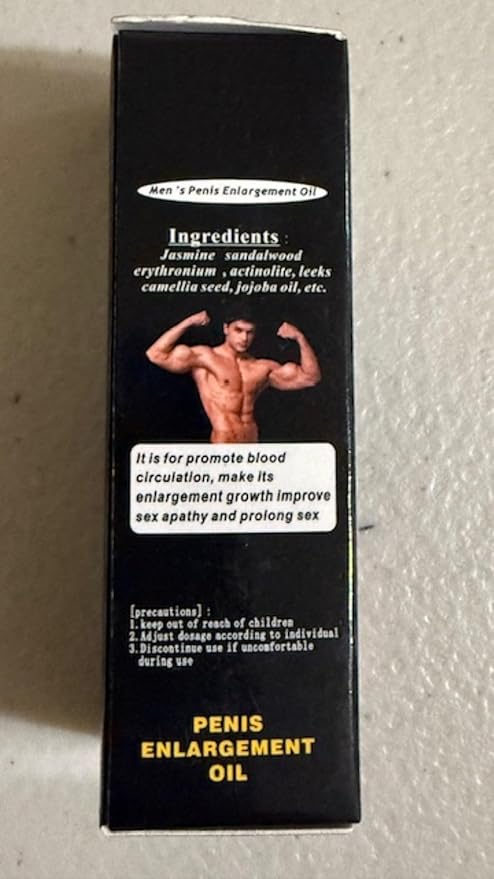 Men's Penis Enlargement Oil
Ingredients :
Jasmine sandalwood
erythronium , actinolite, leeks
camellia seed, jojoba oil, etc.
It is for promote blood
circulation, make its
enlargement growth improve
sex apathy and prolong sex
[precautions] :
1. keep out of reach of children
2. Adjust dosage according to individual
3. Discontinue use if uncomfortable
during use
PENIS
ENLARGEMENT
OIL